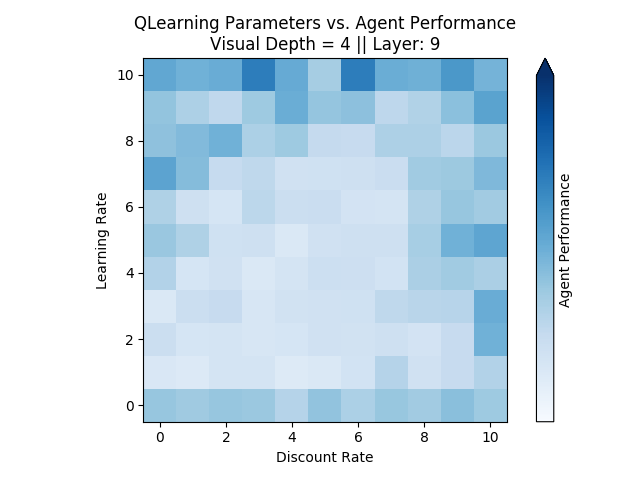 QLearning Parameters vs. Agent Performance
Visual Depth = 4 || Layer: 9
10
8
6
4
2
0
Learning Rate
0 2 4 6 8 10
Discount Rate
Agent Performance